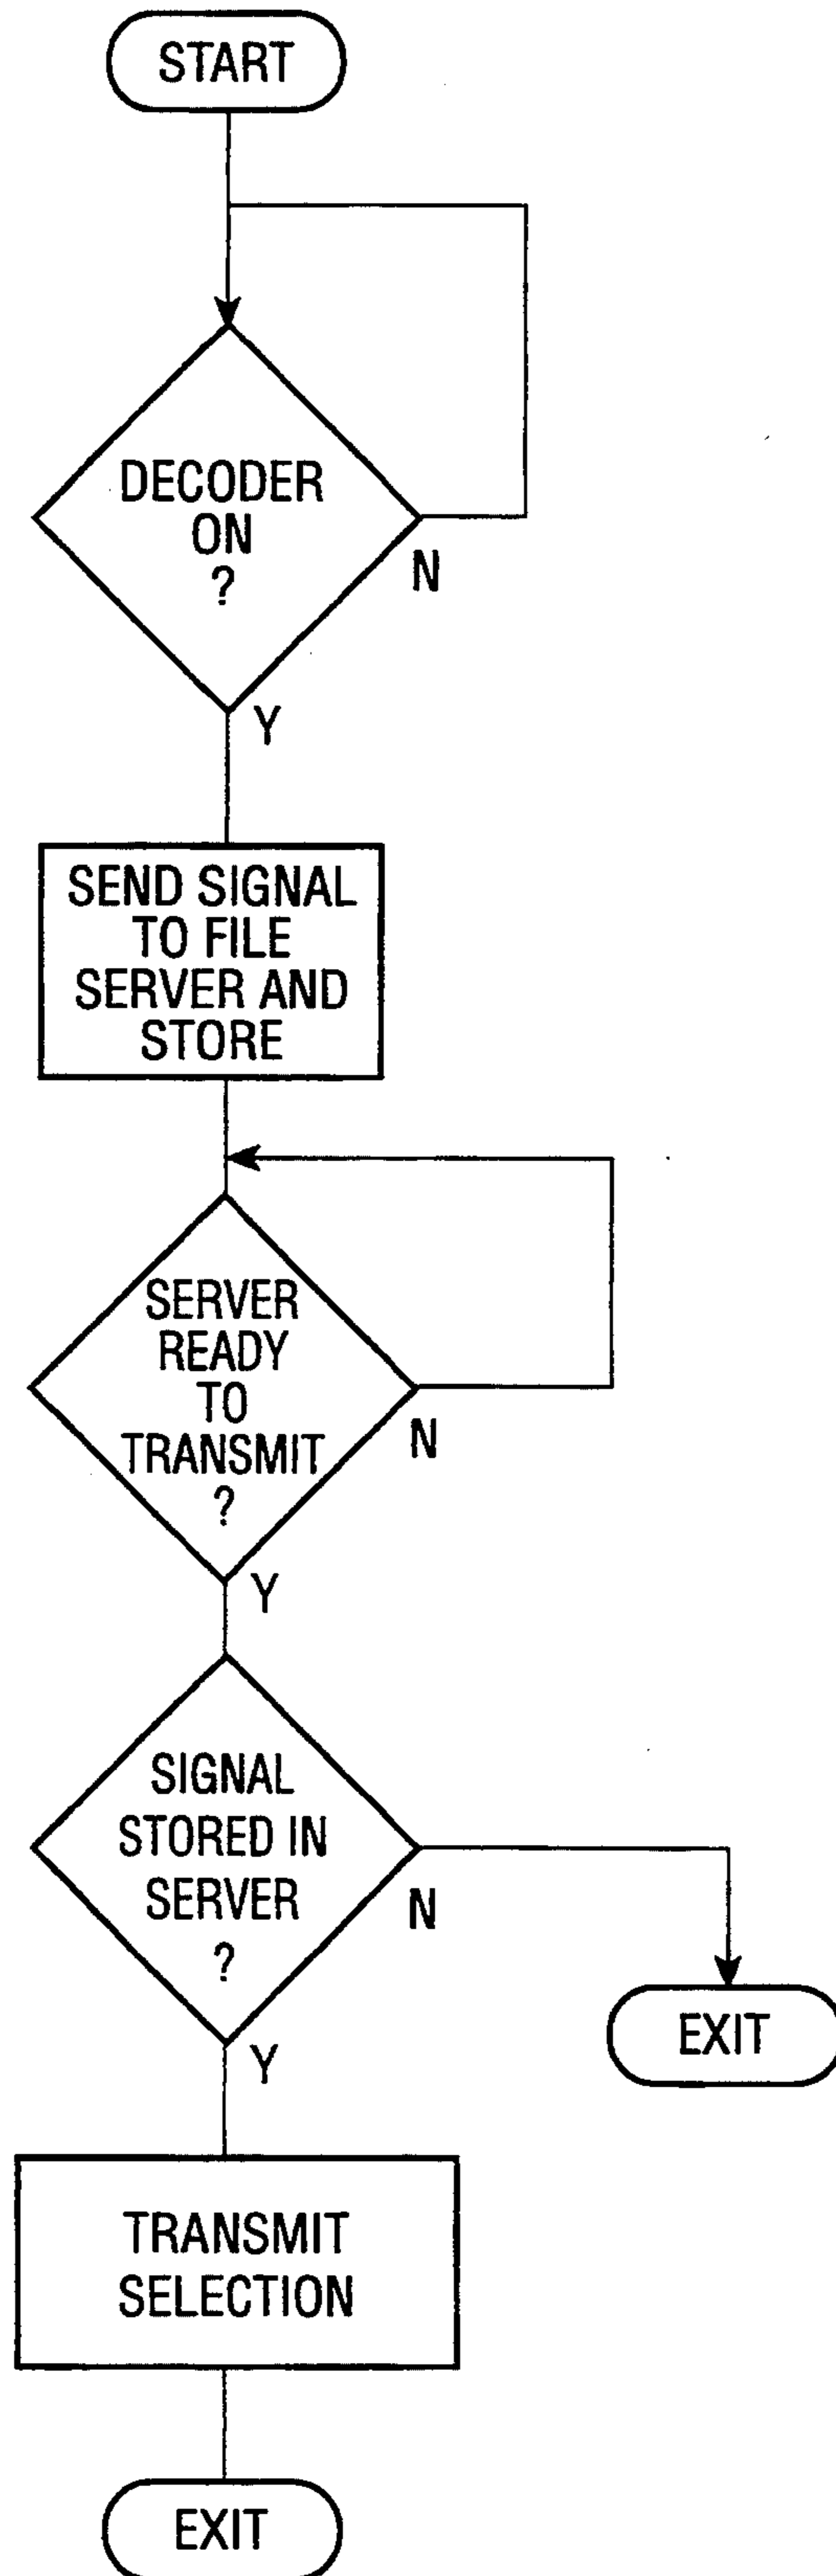 START
DECODER
ON
?
N
Y
SEND SIGNAL
TO FILE
SERVER AND
STORE
SERVER
READY
TO
TRANSMIT
?
N
Y
SIGNAL
STORED IN
SERVER
?
N
EXIT
Y
TRANSMIT
SELECTION
EXIT